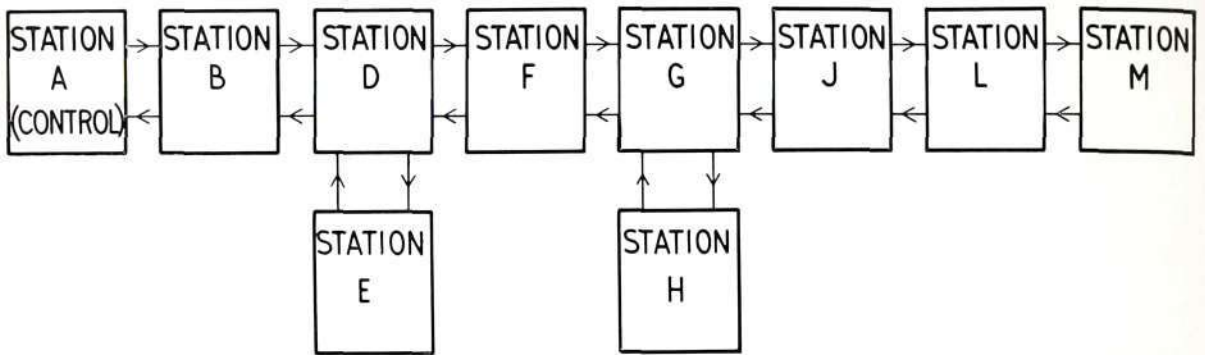 STATION
A
(CONTROL)
STATION
B
STATION
D
STATION
F
STATION
G
STATION
J
STATION
L
STATION
M
STATION
E
STATION
H